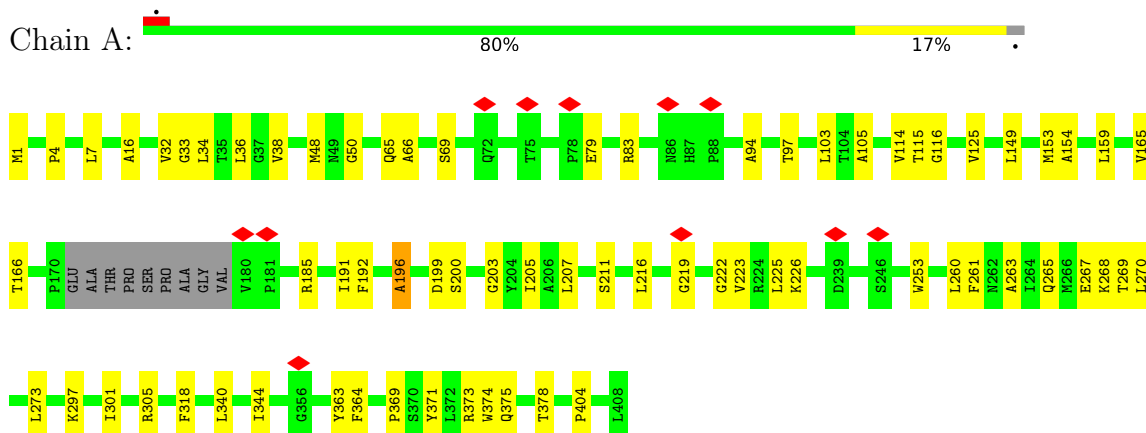 Chain A:
80%
17%
M1 P4 L7 A16 V32 G33 L34 T35 L36 G37 V38 M48 N49 G50 Q65 A66 S69 Q72 T75 P78 E79 R83 N86 H87 P88 A94 T97 L103 T104 A105 V114 T115 G116 V125 L149 M153 A154 L159 V165
T166 P170 GLU ALA THR PRO SER PRO ALA GLY VAL V180 P181 R185 I191 F192 A196 D199 S200 G203 Y204 I205 A206 L207 S211 L216 G219 G222 V223 R224 L225 K226 D239 S246 W253 L260 F261 N262 A263 I264 Q265 M266 E267 K268 T269 L270
L273 K297 I301 R305 F318 L340 I344 G356 Y363 F364 P369 S370 Y371 L372 R373 W374 Q375 T378 P404 L408